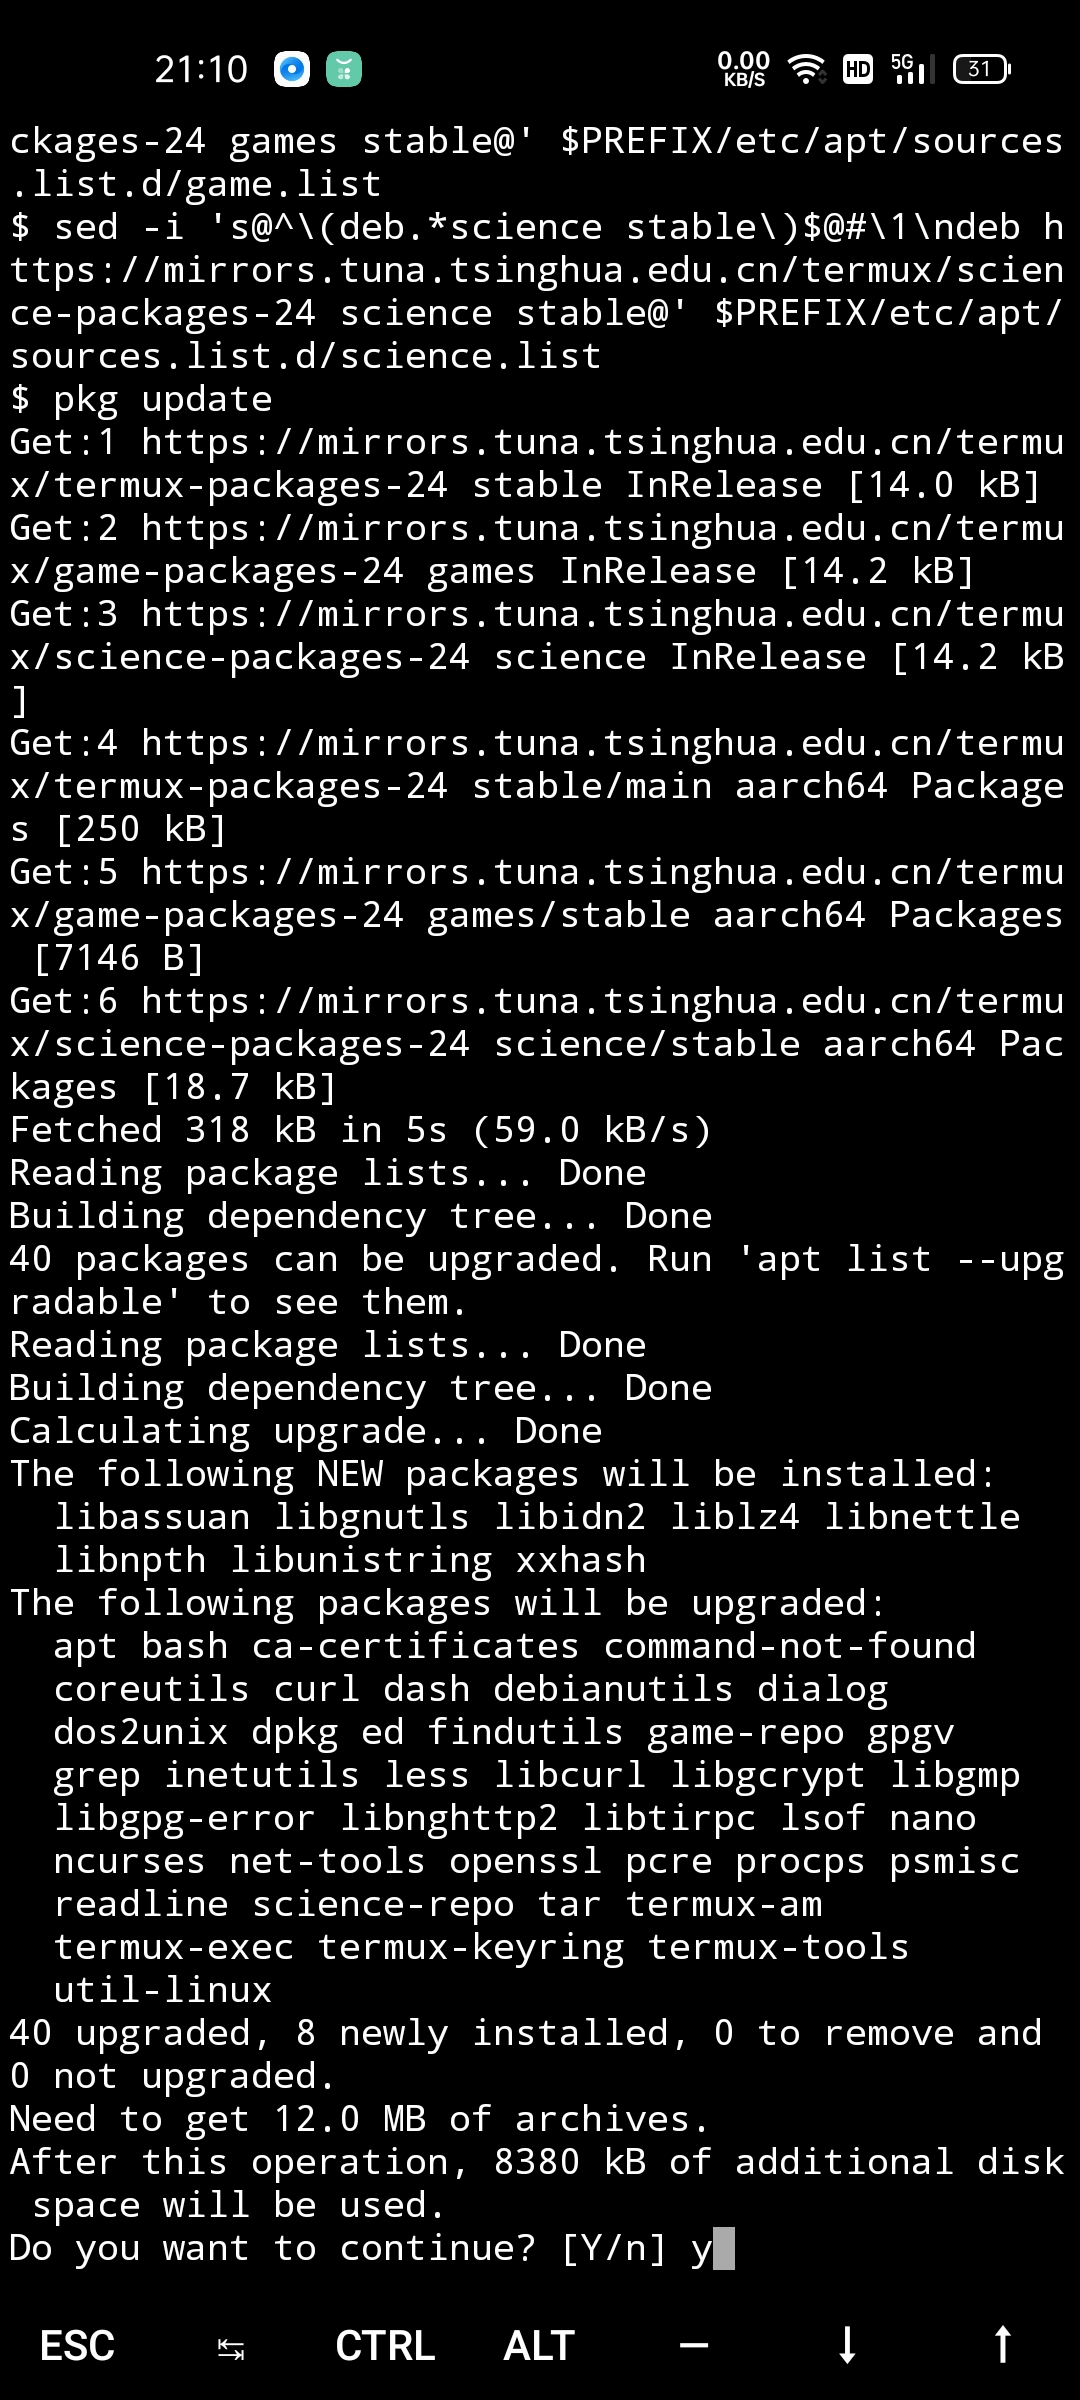 21:10
0.00
KB/S
HD
5G
31
ckages-24 games stable@' $PREFIX/etc/apt/sources
.list.d/game.list
$ sed -i 's@^\(deb.*science stable\)$@#\1\ndeb h
ttps://mirrors.tuna.tsinghua.edu.cn/termux/scien
ce-packages-24 science stable@' $PREFIX/etc/apt/
sources.list.d/science.list
$ pkg update
Get:1 https://mirrors.tuna.tsinghua.edu.cn/termu
x/termux-packages-24 stable InRelease [14.0 kB]
Get:2 https://mirrors.tuna.tsinghua.edu.cn/termu
x/game-packages-24 games InRelease [14.2 kB]
Get:3 https://mirrors.tuna.tsinghua.edu.cn/termu
x/science-packages-24 science InRelease [14.2 kB
]
Get:4 https://mirrors.tuna.tsinghua.edu.cn/termu
x/termux-packages-24 stable/main aarch64 Package
s [250 kB]
Get:5 https://mirrors.tuna.tsinghua.edu.cn/termu
x/game-packages-24 games/stable aarch64 Packages
 [7146 B]
Get:6 https://mirrors.tuna.tsinghua.edu.cn/termu
x/science-packages-24 science/stable aarch64 Pac
kages [18.7 kB]
Fetched 318 kB in 5s (59.0 kB/s)
Reading package lists... Done
Building dependency tree... Done
40 packages can be upgraded. Run 'apt list --upg
radable' to see them.
Reading package lists... Done
Building dependency tree... Done
Calculating upgrade... Done
The following NEW packages will be installed:
  libassuan libgnutls libidn2 liblz4 libnettle
  libnpth libunistring xxhash
The following packages will be upgraded:
  apt bash ca-certificates command-not-found
  coreutils curl dash debianutils dialog
  dos2unix dpkg ed findutils game-repo gpgv
  grep inetutils less libcurl libgcrypt libgmp
  libgpg-error libnghttp2 libtirpc lsof nano
  ncurses net-tools openssl pcre procps psmisc
  readline science-repo tar termux-am
  termux-exec termux-keyring termux-tools
  util-linux
40 upgraded, 8 newly installed, 0 to remove and
0 not upgraded.
Need to get 12.0 MB of archives.
After this operation, 8380 kB of additional disk
 space will be used.
Do you want to continue? [Y/n] y
ESC ↹ CTRL ALT — ↓ ↑